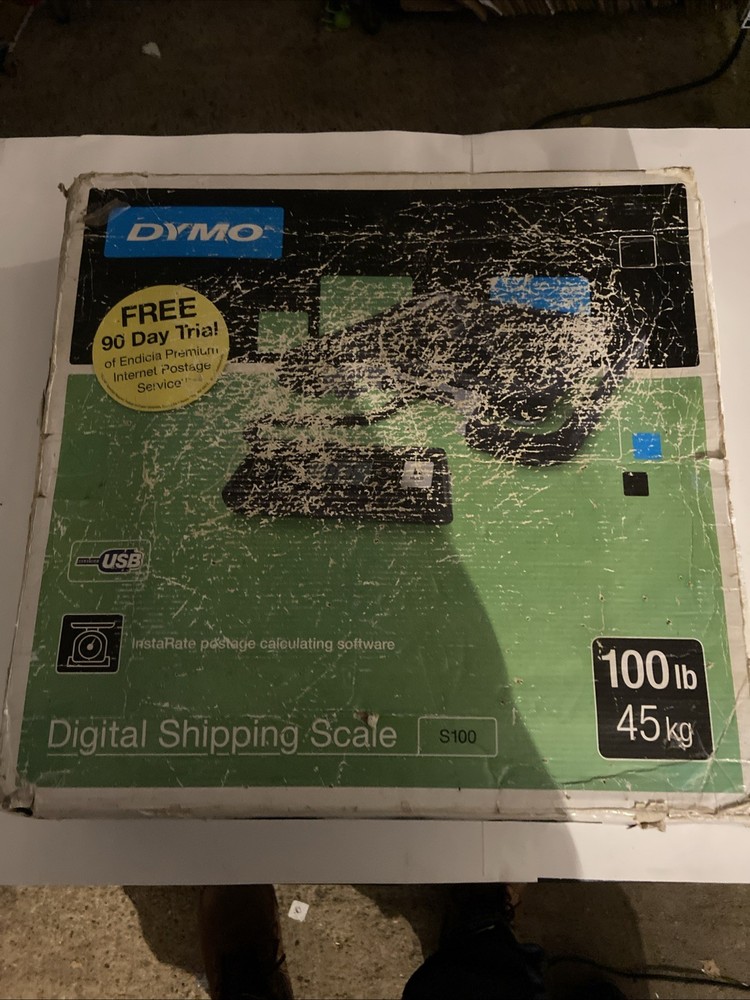 DYMO
FREE
90 Day Trial
of Endicia Premium
Internet Postage
Service
USB
InstaRate postage calculating software
100 lb
45 kg
Digital Shipping Scale
S100